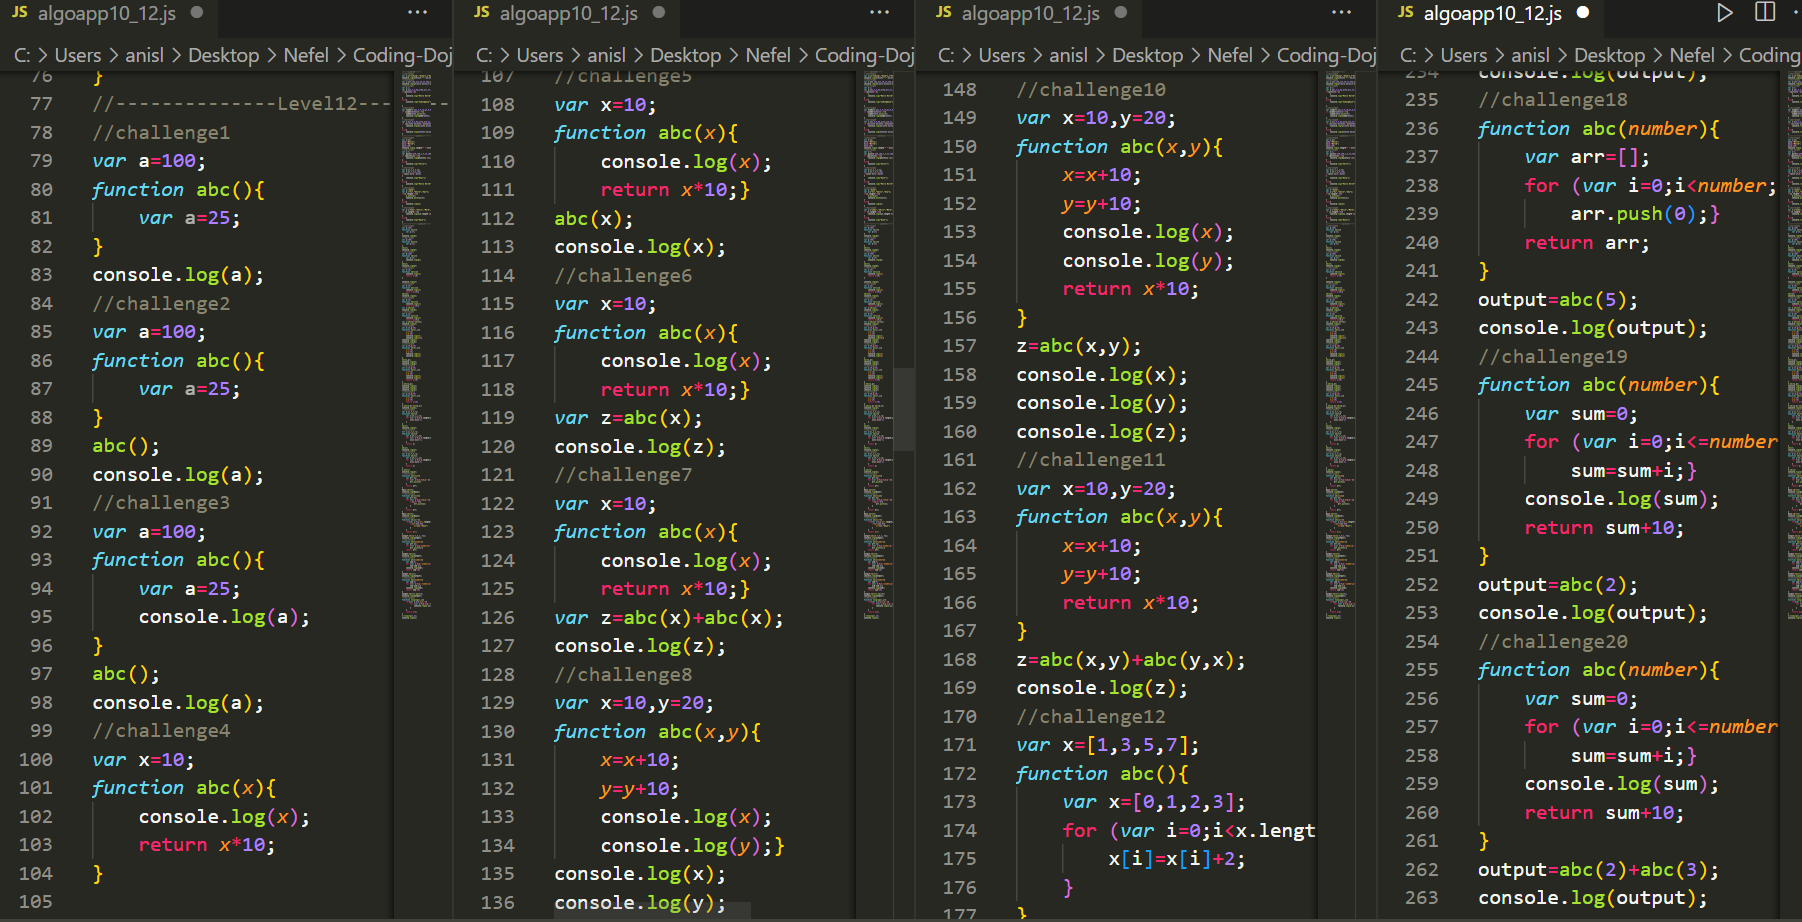 JS algoapp10_12.js ● ···
C: > Users > anisl > Desktop > Nefel > Coding-Doj
76 }
77 //--------------Level12---
78 //challenge1
79 var a=100;
80 function abc(){
81 var a=25;
82 }
83 console.log(a);
84 //challenge2
85 var a=100;
86 function abc(){
87 var a=25;
88 }
89 abc();
90 console.log(a);
91 //challenge3
92 var a=100;
93 function abc(){
94 var a=25;
95 console.log(a);
96 }
97 abc();
98 console.log(a);
99 //challenge4
100 var x=10;
101 function abc(x){
102 console.log(x);
103 return x*10;
104 }
105
JS algoapp10_12.js ● ···
C: > Users > anisl > Desktop > Nefel > Coding-Doj
107 //challenge5
108 var x=10;
109 function abc(x){
110 console.log(x);
111 return x*10;}
112 abc(x);
113 console.log(x);
114 //challenge6
115 var x=10;
116 function abc(x){
117 console.log(x);
118 return x*10;}
119 var z=abc(x);
120 console.log(z);
121 //challenge7
122 var x=10;
123 function abc(x){
124 console.log(x);
125 return x*10;}
126 var z=abc(x)+abc(x);
127 console.log(z);
128 //challenge8
129 var x=10,y=20;
130 function abc(x,y){
131 x=x+10;
132 y=y+10;
133 console.log(x);
134 console.log(y);}
135 console.log(x);
136 console.log(y);
JS algoapp10_12.js ● ···
C: > Users > anisl > Desktop > Nefel > Coding-Doj
148 //challenge10
149 var x=10,y=20;
150 function abc(x,y){
151 x=x+10;
152 y=y+10;
153 console.log(x);
154 console.log(y);
155 return x*10;
156 }
157 z=abc(x,y);
158 console.log(x);
159 console.log(y);
160 console.log(z);
161 //challenge11
162 var x=10,y=20;
163 function abc(x,y){
164 x=x+10;
165 y=y+10;
166 return x*10;
167 }
168 z=abc(x,y)+abc(y,x);
169 console.log(z);
170 //challenge12
171 var x=[1,3,5,7];
172 function abc(){
173 var x=[0,1,2,3];
174 for (var i=0;i<x.lengt
175 x[i]=x[i]+2;
176 }
177 }
JS algoapp10_12.js ●
C: > Users > anisl > Desktop > Nefel > Coding
234 console.log(output);
235 //challenge18
236 function abc(number){
237 var arr=[];
238 for (var i=0;i<number;
239 arr.push(0);}
240 return arr;
241 }
242 output=abc(5);
243 console.log(output);
244 //challenge19
245 function abc(number){
246 var sum=0;
247 for (var i=0;i<=number
248 sum=sum+i;}
249 console.log(sum);
250 return sum+10;
251 }
252 output=abc(2);
253 console.log(output);
254 //challenge20
255 function abc(number){
256 var sum=0;
257 for (var i=0;i<=number
258 sum=sum+i;}
259 console.log(sum);
260 return sum+10;
261 }
262 output=abc(2)+abc(3);
263 console.log(output);